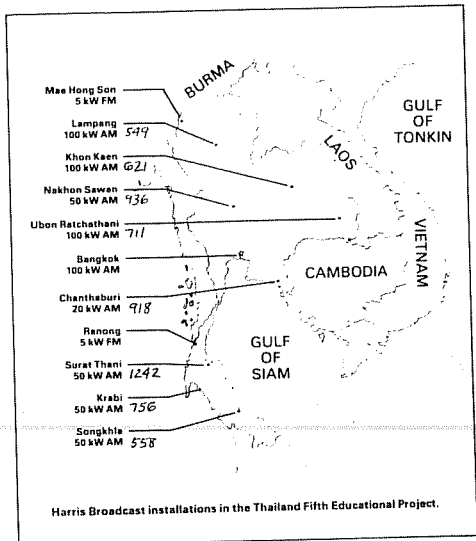 Mae Hong Son
5 kW FM
Lampang
100 kW AM 549
Khon Kaen
100 kW AM 621
Nakhon Sawan
50 kW AM 936
Ubon Ratchathani
100 kW AM 711
Bangkok
100 kW AM
Chanthaburi
20 kW AM 918
Ranong
5 kW FM
Surat Thani
50 kW AM 1242
Krabi
50 kW AM 756
Songkhla
50 kW AM 558
BURMA
LAOS
GULF
OF
TONKIN
VIETNAM
CAMBODIA
GULF
OF
SIAM
Harris Broadcast installations in the Thailand Fifth Educational Project.